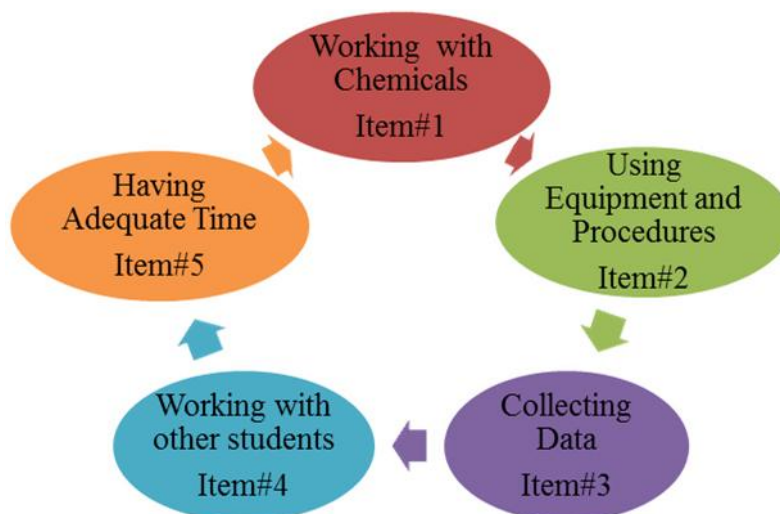 Working with
Chemicals
Item#1
Using
Equipment and
Procedures
Item#2
Collecting
Data
Item#3
Working with
other students
Item#4
Having
Adequate Time
Item#5